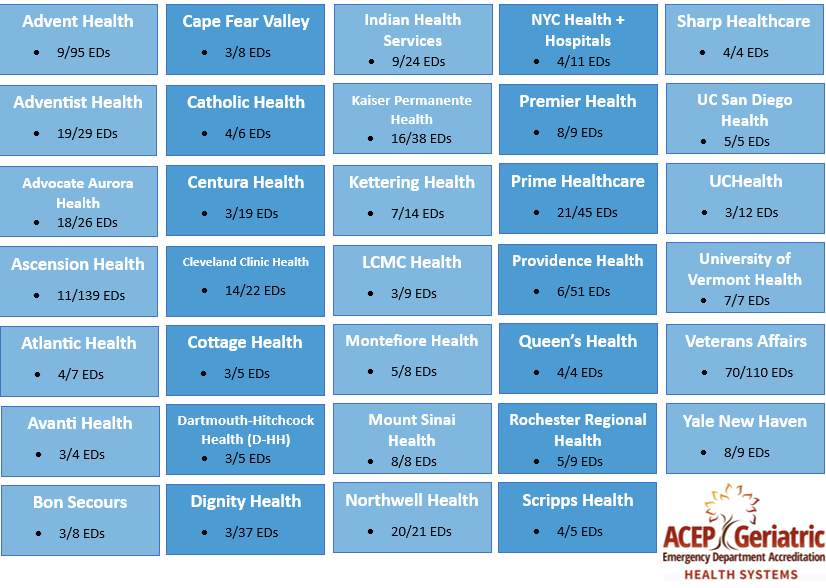 Advent Health
• 9/95 EDs
Adventist Health
• 19/29 EDs
Advocate Aurora
Health
• 18/26 EDs
Ascension Health
• 11/139 EDs
Atlantic Health
• 4/7 EDs
Avanti Health
• 3/4 EDs
Bon Secours
• 3/8 EDs
Cape Fear Valley
• 3/8 EDs
Catholic Health
• 4/6 EDs
Centura Health
• 3/19 EDs
Cleveland Clinic Health
• 14/22 EDs
Cottage Health
• 3/5 EDs
Dartmouth-Hitchcock
Health (D-HH)
• 3/5 EDs
Dignity Health
• 3/37 EDs
Indian Health
Services
• 9/24 EDs
Kaiser Permanente
Health
• 16/38 EDs
Kettering Health
• 7/14 EDs
LCMC Health
• 3/9 EDs
Montefiore Health
• 5/8 EDs
Mount Sinai
Health
• 8/8 EDs
Northwell Health
• 20/21 EDs
NYC Health +
Hospitals
• 4/11 EDs
Premier Health
• 8/9 EDs
Prime Healthcare
• 21/45 EDs
Providence Health
• 6/51 EDs
Queen’s Health
• 4/4 EDs
Rochester Regional
Health
• 5/9 EDs
Scripps Health
• 4/5 EDs
Sharp Healthcare
• 4/4 EDs
UC San Diego
Health
• 5/5 EDs
UCHealth
• 3/12 EDs
University of
Vermont Health
• 7/7 EDs
Veterans Affairs
• 70/110 EDs
Yale New Haven
• 8/9 EDs
ACEP Geriatric
Emergency Department Accreditation
HEALTH SYSTEMS